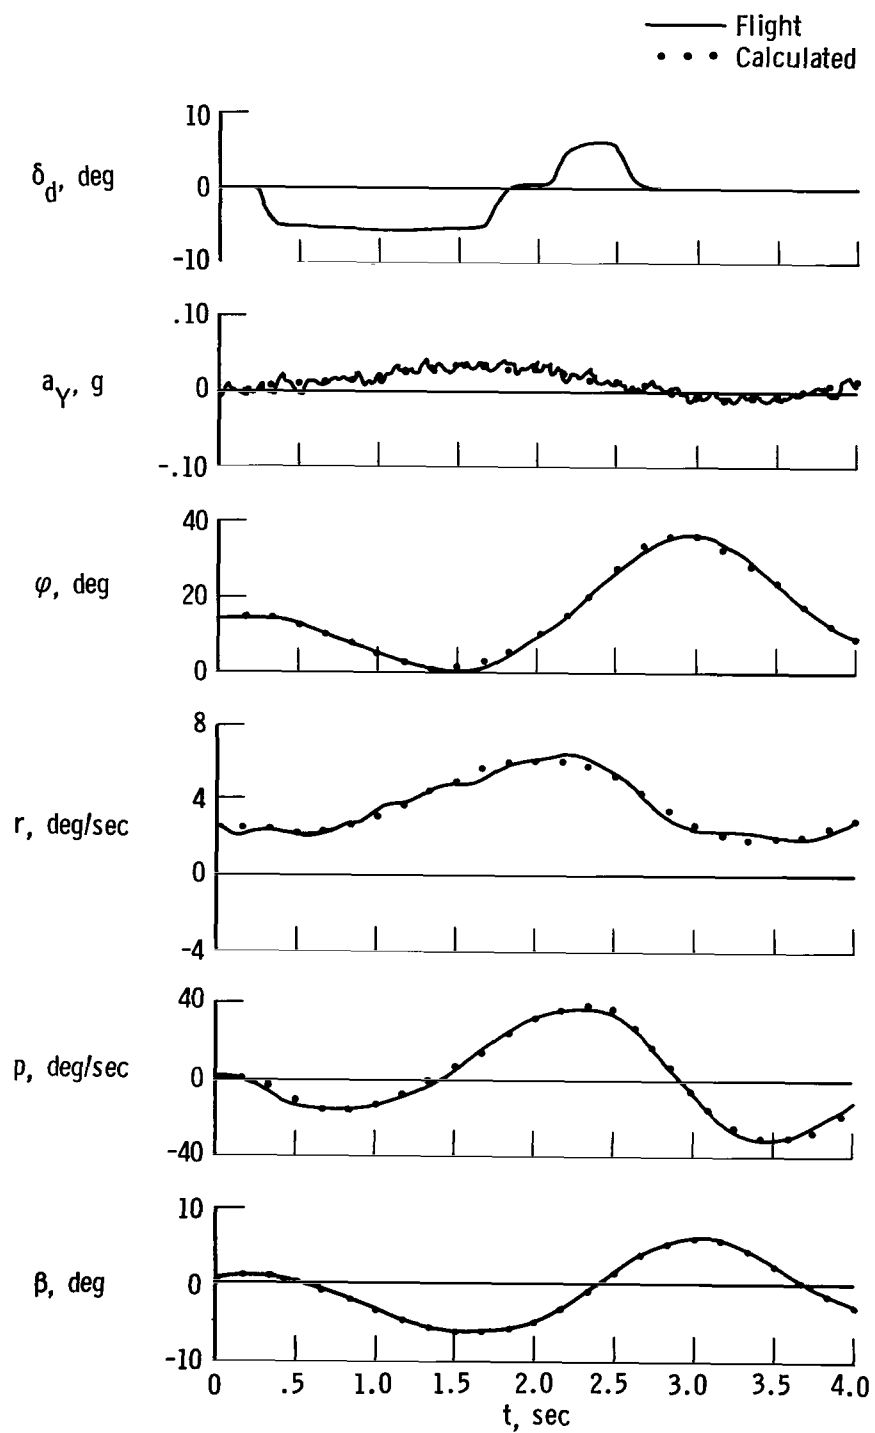 Flight
Calculated
10
δd, deg
0
-10
.10
aY, g
0
-.10
40
φ, deg
20
0
8
4
r, deg/sec
0
-4
40
p, deg/sec
0
-40
10
β, deg
0
-10
0 .5 1.0 1.5 2.0 2.5 3.0 3.5 4.0
t, sec